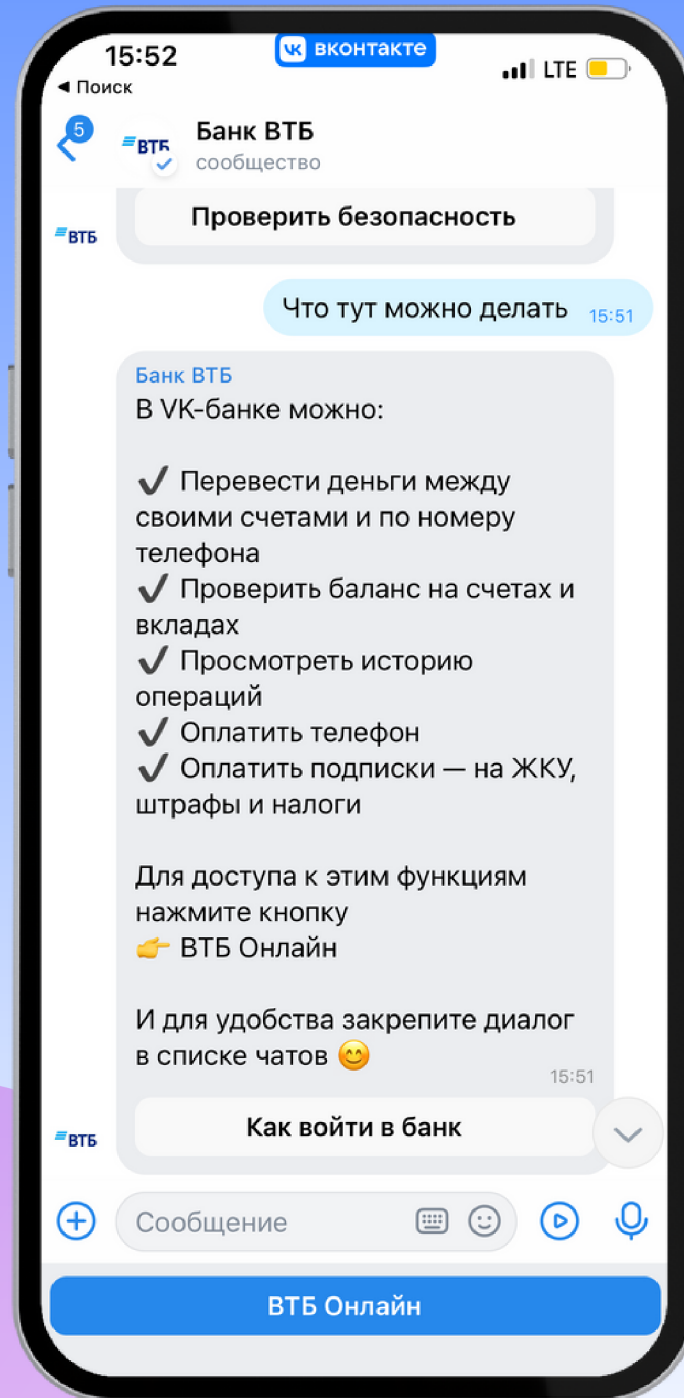 15:52
вконтакте
LTE
◀ Поиск
5
ВТБ
Банк ВТБ
сообщество
Проверить безопасность
ВТБ
Что тут можно делать 15:51
Банк ВТБ
В VK-банке можно:
✔ Перевести деньги между
своими счетами и по номеру
телефона
✔ Проверить баланс на счетах и
вкладах
✔ Просмотреть историю
операций
✔ Оплатить телефон
✔ Оплатить подписки — на ЖКУ,
штрафы и налоги
Для доступа к этим функциям
нажмите кнопку
👉 ВТБ Онлайн
И для удобства закрепите диалог
в списке чатов 😊
15:51
Как войти в банк
ВТБ
Сообщение
ВТБ Онлайн